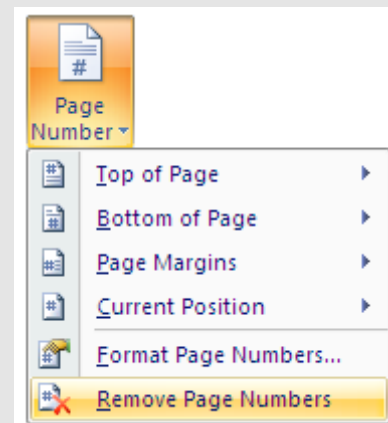 Page
Number
Top of Page
Bottom of Page
Page Margins
Current Position
Format Page Numbers...
Remove Page Numbers